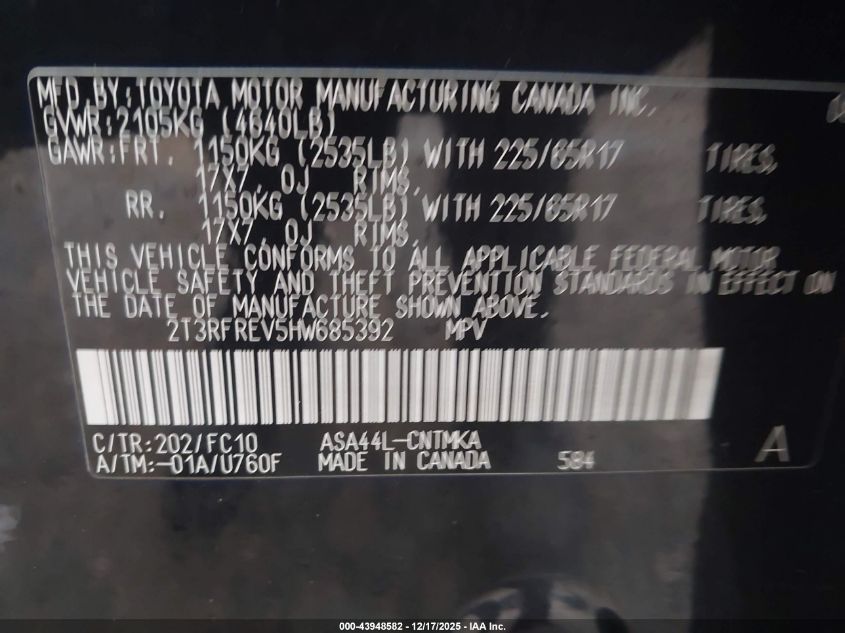 MFD.BY:TOYOTA MOTOR MANUFACTURING CANADA INC.
GVWR:2105KG (4640LB)
GAWR:FRT. 1150KG (2535LB) WITH 225/65R17 TIRES,
17X7.0J RIMS,
RR. 1150KG (2535LB) WITH 225/65R17 TIRES,
17X7.0J RIMS.
THIS VEHICLE CONFORMS TO ALL APPLICABLE FEDERAL MOTOR
VEHICLE SAFETY AND THEFT PREVENTION STANDARDS IN EFFECT ON
THE DATE OF MANUFACTURE SHOWN ABOVE.
2T3RFREV5HW685392 MPV
C/TR:202/FC10 ASA44L-CNTMKA A
A/TM:-01A/U760F MADE IN CANADA 584
000-43948582 - 12/17/2025 - IAA Inc.